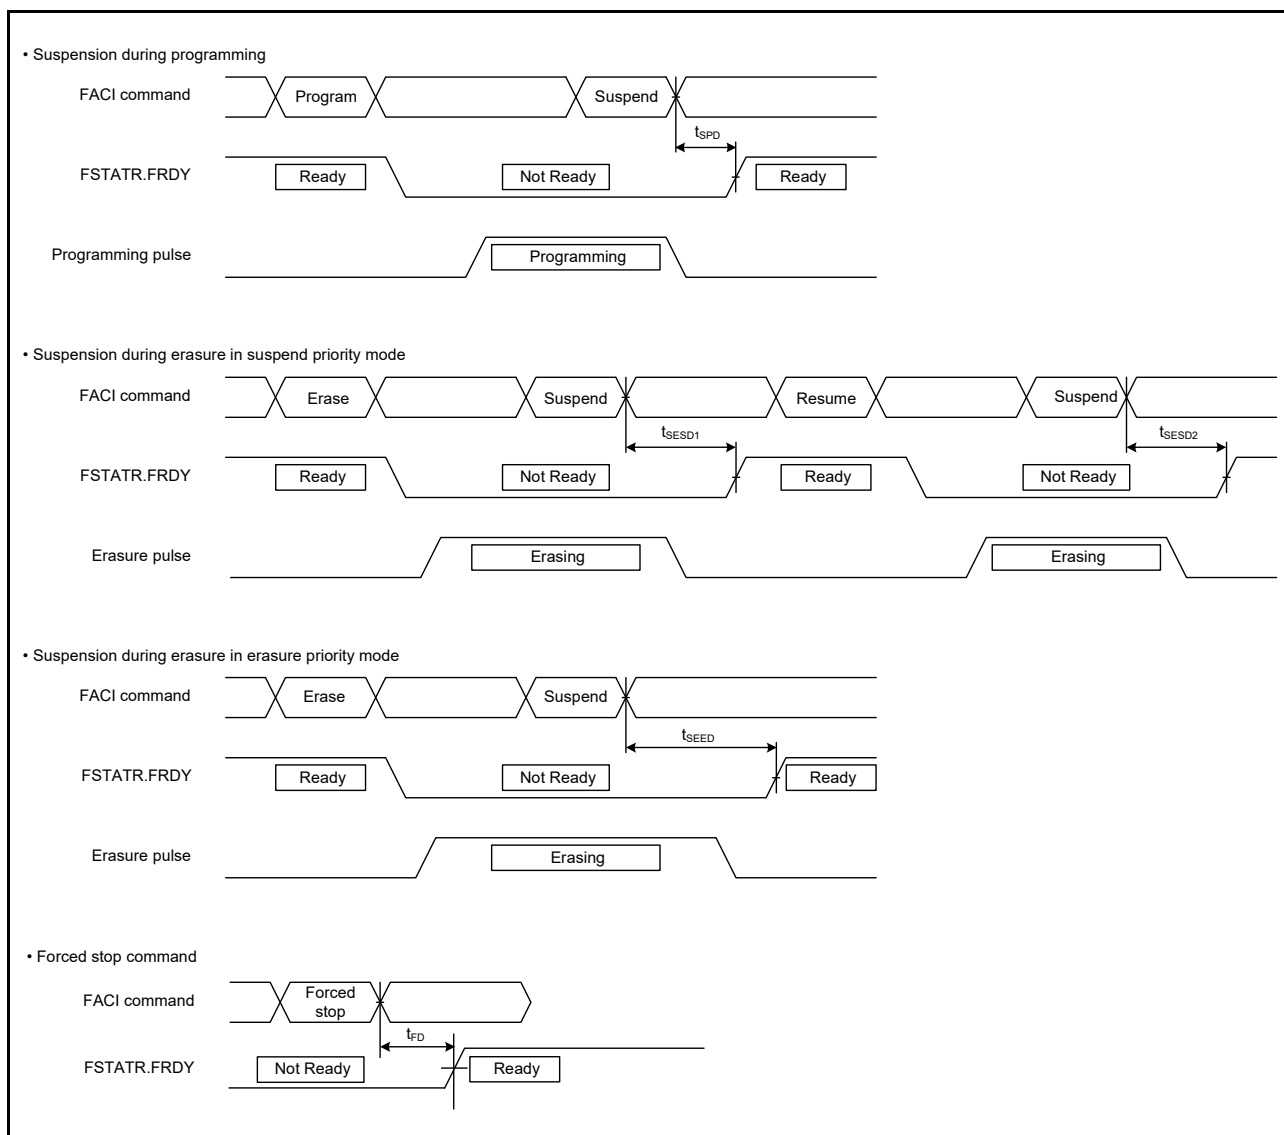 • Suspension during programming
FACI command
Program
Suspend
tSPD
FSTATR.FRDY
Ready
Not Ready
Ready
Programming pulse
Programming
• Suspension during erasure in suspend priority mode
FACI command
Erase
Suspend
Resume
Suspend
tSESD1
tSESD2
FSTATR.FRDY
Ready
Not Ready
Ready
Not Ready
Erasure pulse
Erasing
Erasing
• Suspension during erasure in erasure priority mode
FACI command
Erase
Suspend
tSEED
FSTATR.FRDY
Ready
Not Ready
Ready
Erasure pulse
Erasing
• Forced stop command
FACI command
Forced
stop
tFD
FSTATR.FRDY
Not Ready
Ready